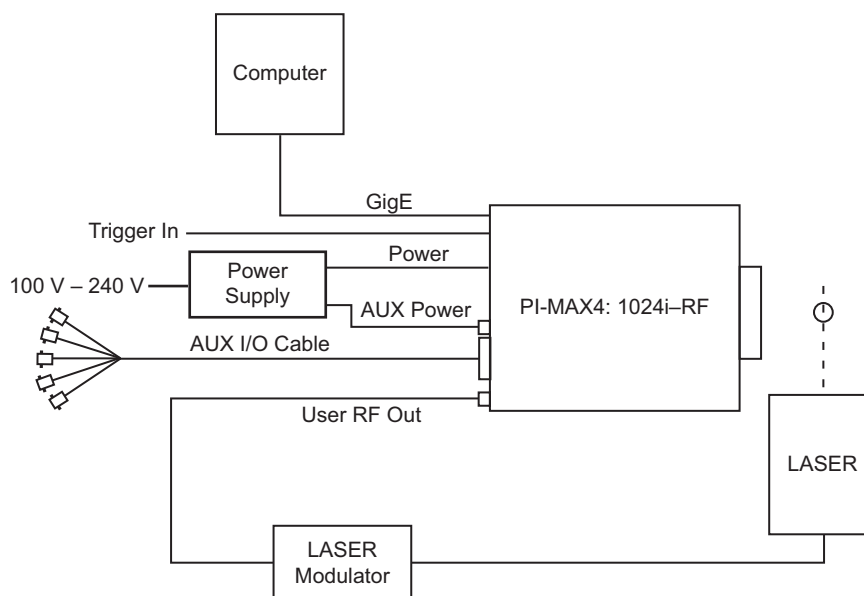 Computer
GigE
Trigger In
Power
Power
Supply
100 V – 240 V
AUX Power
PI-MAX4: 1024i–RF
AUX I/O Cable
User RF Out
LASER
LASER
Modulator